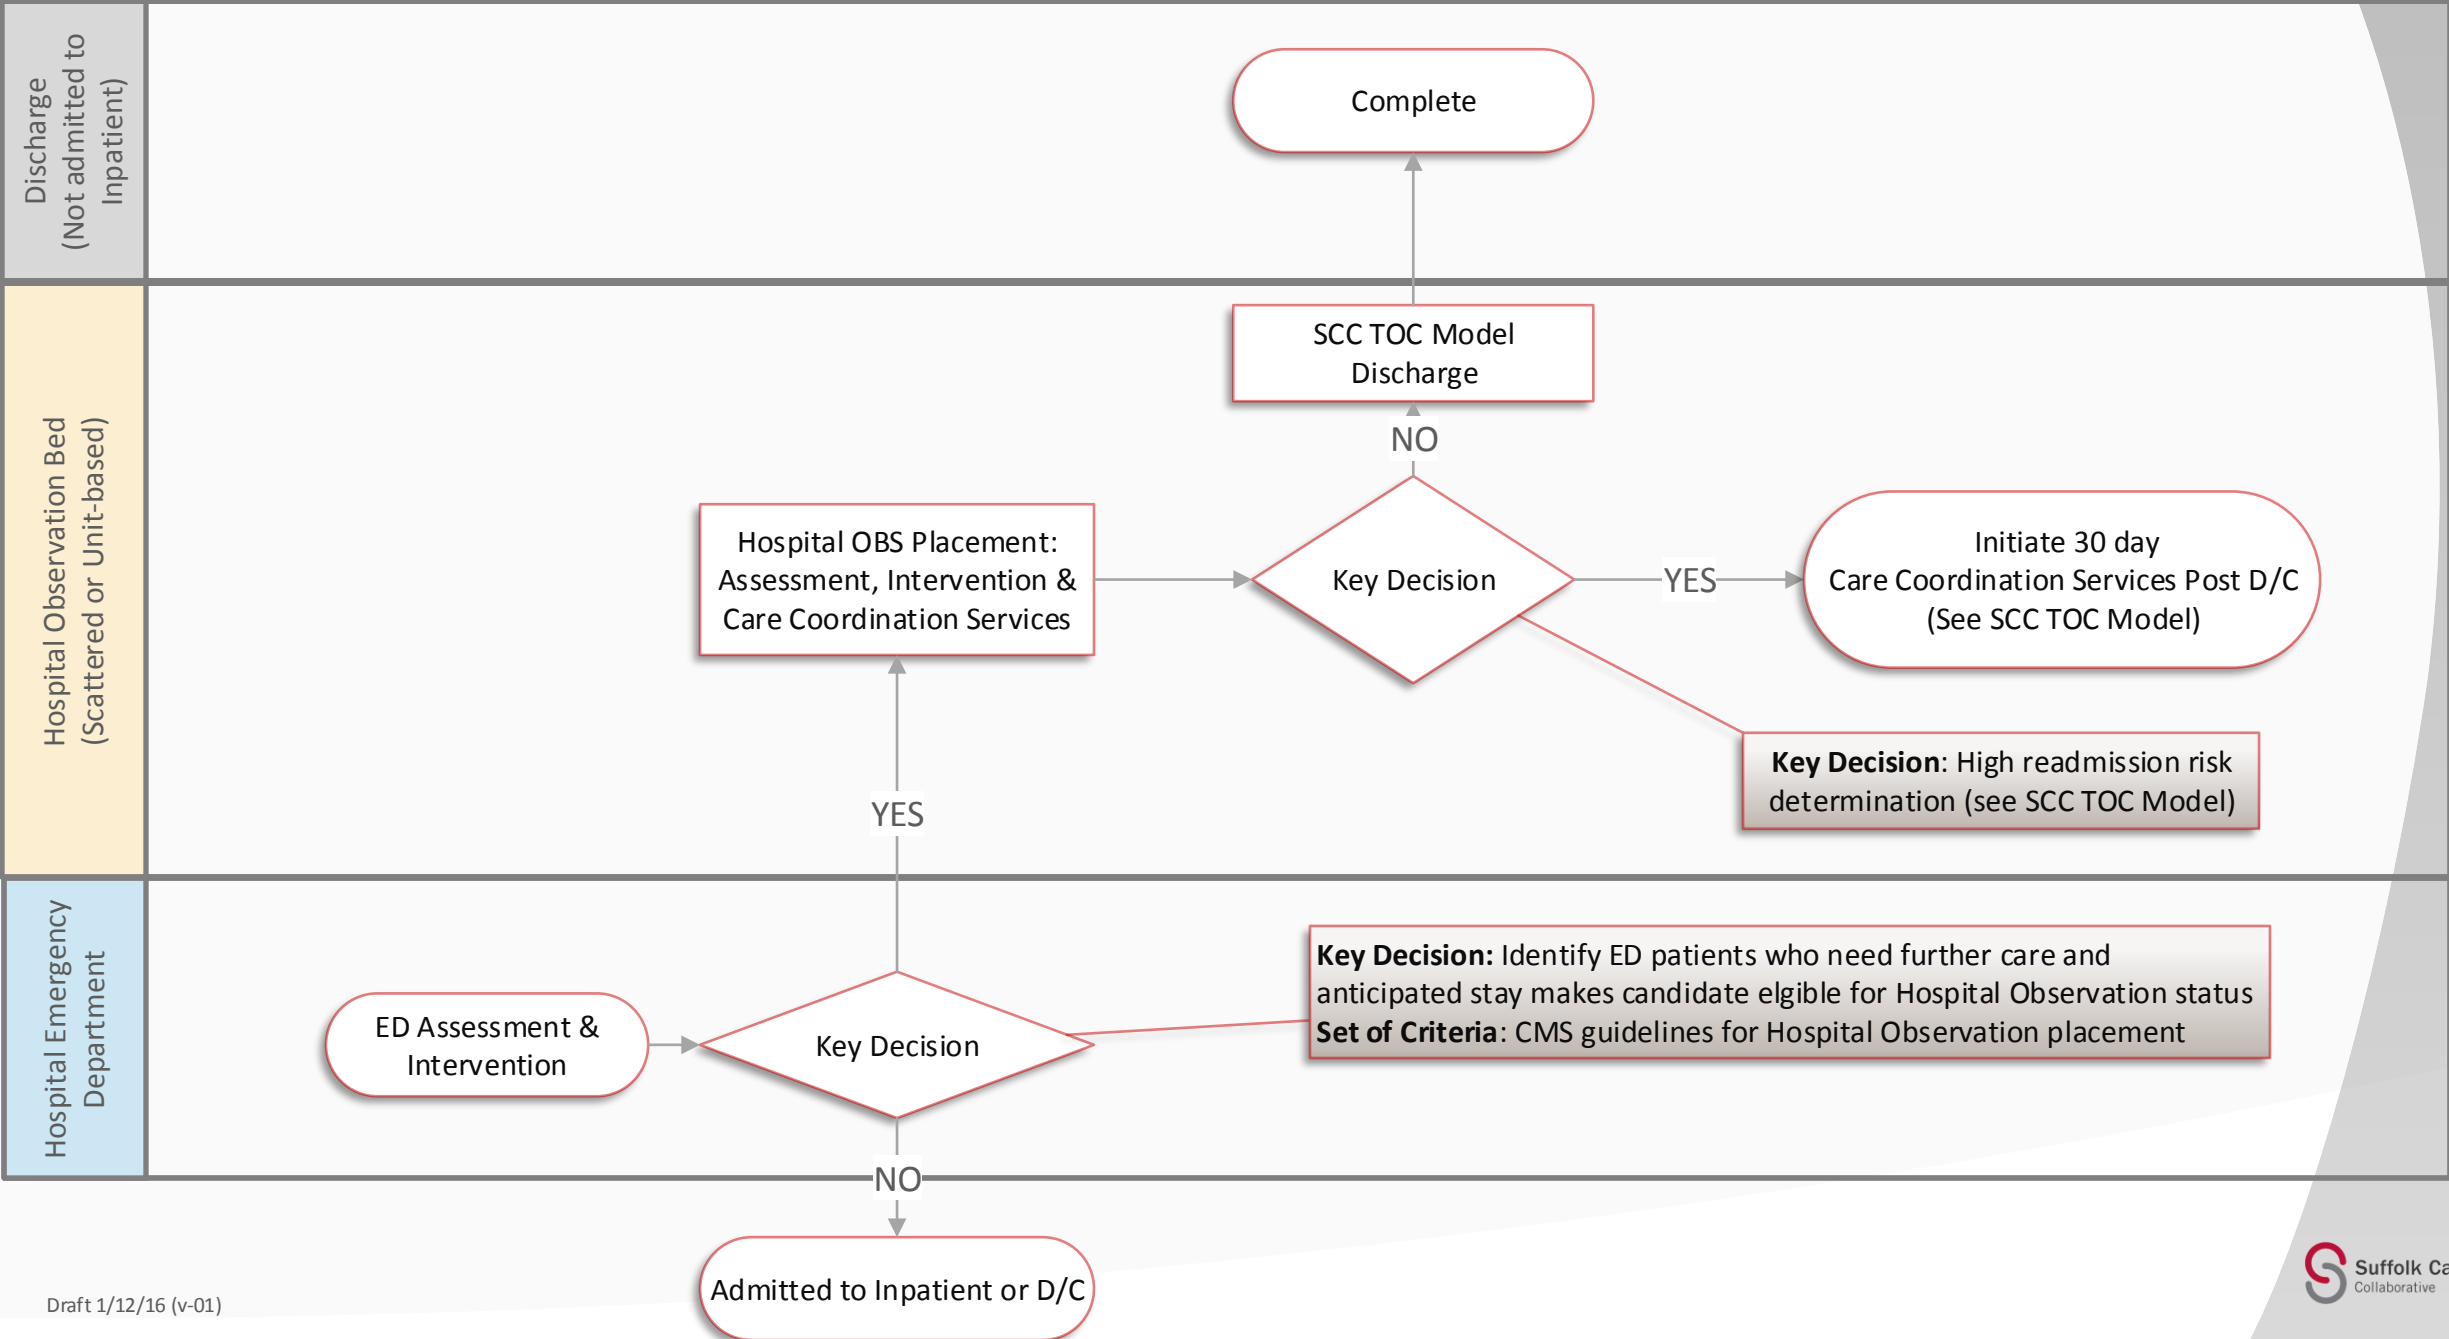 Discharge
(Not admitted to
Inpatient)
Complete
Hospital Observation Bed
(Scattered or Unit-based)
SCC TOC Model
Discharge
NO
Hospital OBS Placement:
Assessment, Intervention &
Care Coordination Services
Key Decision
YES
Initiate 30 day
Care Coordination Services Post D/C
(See SCC TOC Model)
Key Decision: High readmission risk
determination (see SCC TOC Model)
YES
Hospital Emergency
Department
ED Assessment &
Intervention
Key Decision
Key Decision: Identify ED patients who need further care and
anticipated stay makes candidate elgible for Hospital Observation status
Set of Criteria: CMS guidelines for Hospital Observation placement
NO
Admitted to Inpatient or D/C
Draft 1/12/16 (v-01)
Suffolk Ca
Collaborative